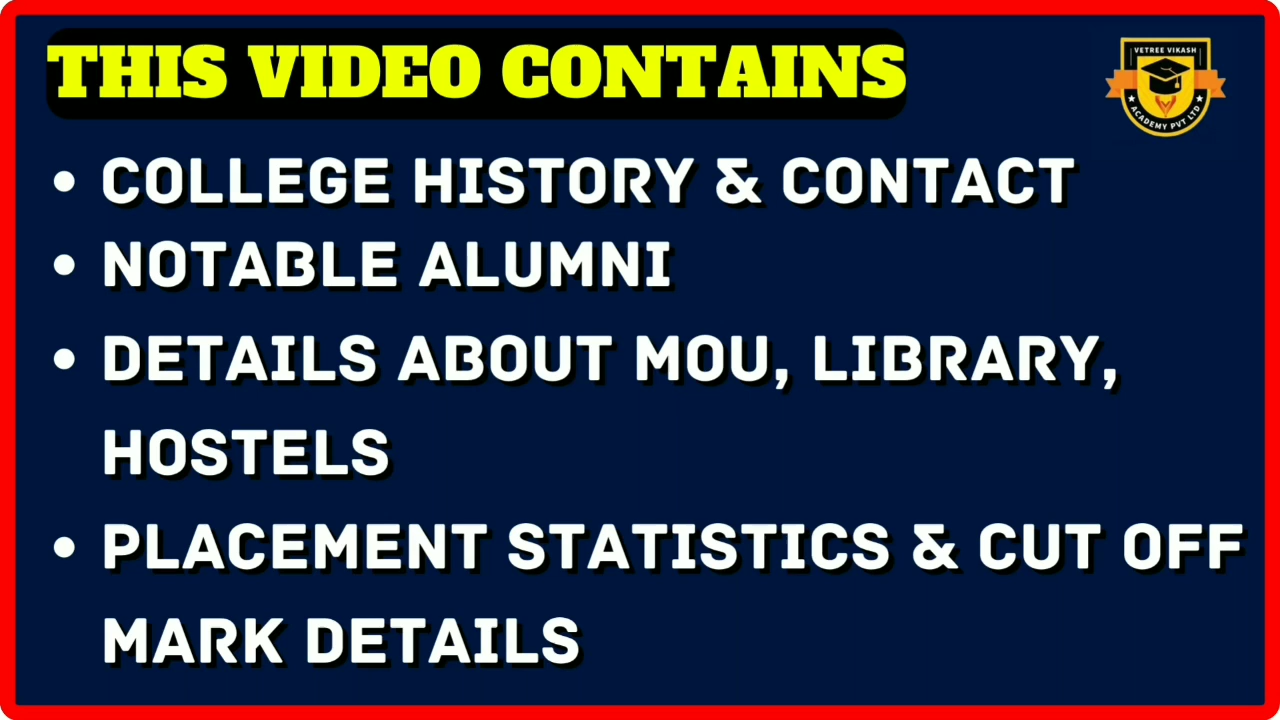 THIS VIDEO CONTAINS
VETREE VIKASH
ACADEMY PVT LTD
• COLLEGE HISTORY & CONTACT
• NOTABLE ALUMNI
• DETAILS ABOUT MOU, LIBRARY,
HOSTELS
• PLACEMENT STATISTICS & CUT OFF
MARK DETAILS